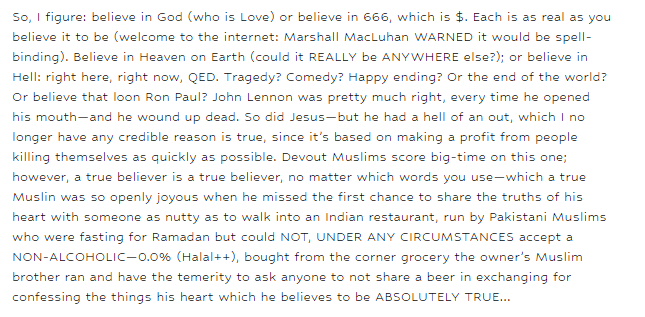 So, I figure: believe in God (who is Love) or believe in 666, which is $. Each is as real as you
believe it to be (welcome to the internet: Marshall MacLuhan WARNED it would be spell-
binding). Believe in Heaven on Earth (could it REALLY be ANYWHERE else?); or believe in
Hell: right here, right now, QED. Tragedy? Comedy? Happy ending? Or the end of the world?
Or believe that loon Ron Paul? John Lennon was pretty much right, every time he opened
his mouth—and he wound up dead. So did Jesus—but he had a hell of an out, which I no
longer have any credible reason is true, since it's based on making a profit from people
killing themselves as quickly as possible. Devout Muslims score big-time on this one;
however, a true believer is a true believer, no matter which words you use—which a true
Muslin was so openly joyous when he missed the first chance to share the truths of his
heart with someone as nutty as to walk into an Indian restaurant, run by Pakistani Muslims
who were fasting for Ramadan but could NOT, UNDER ANY CIRCUMSTANCES accept a
NON-ALCOHOLIC—0.0% (Halal++), bought from the corner grocery the owner's Muslim
brother ran and have the temerity to ask anyone to not share a beer in exchanging for
confessing the things his heart which he believes to be ABSOLUTELY TRUE...